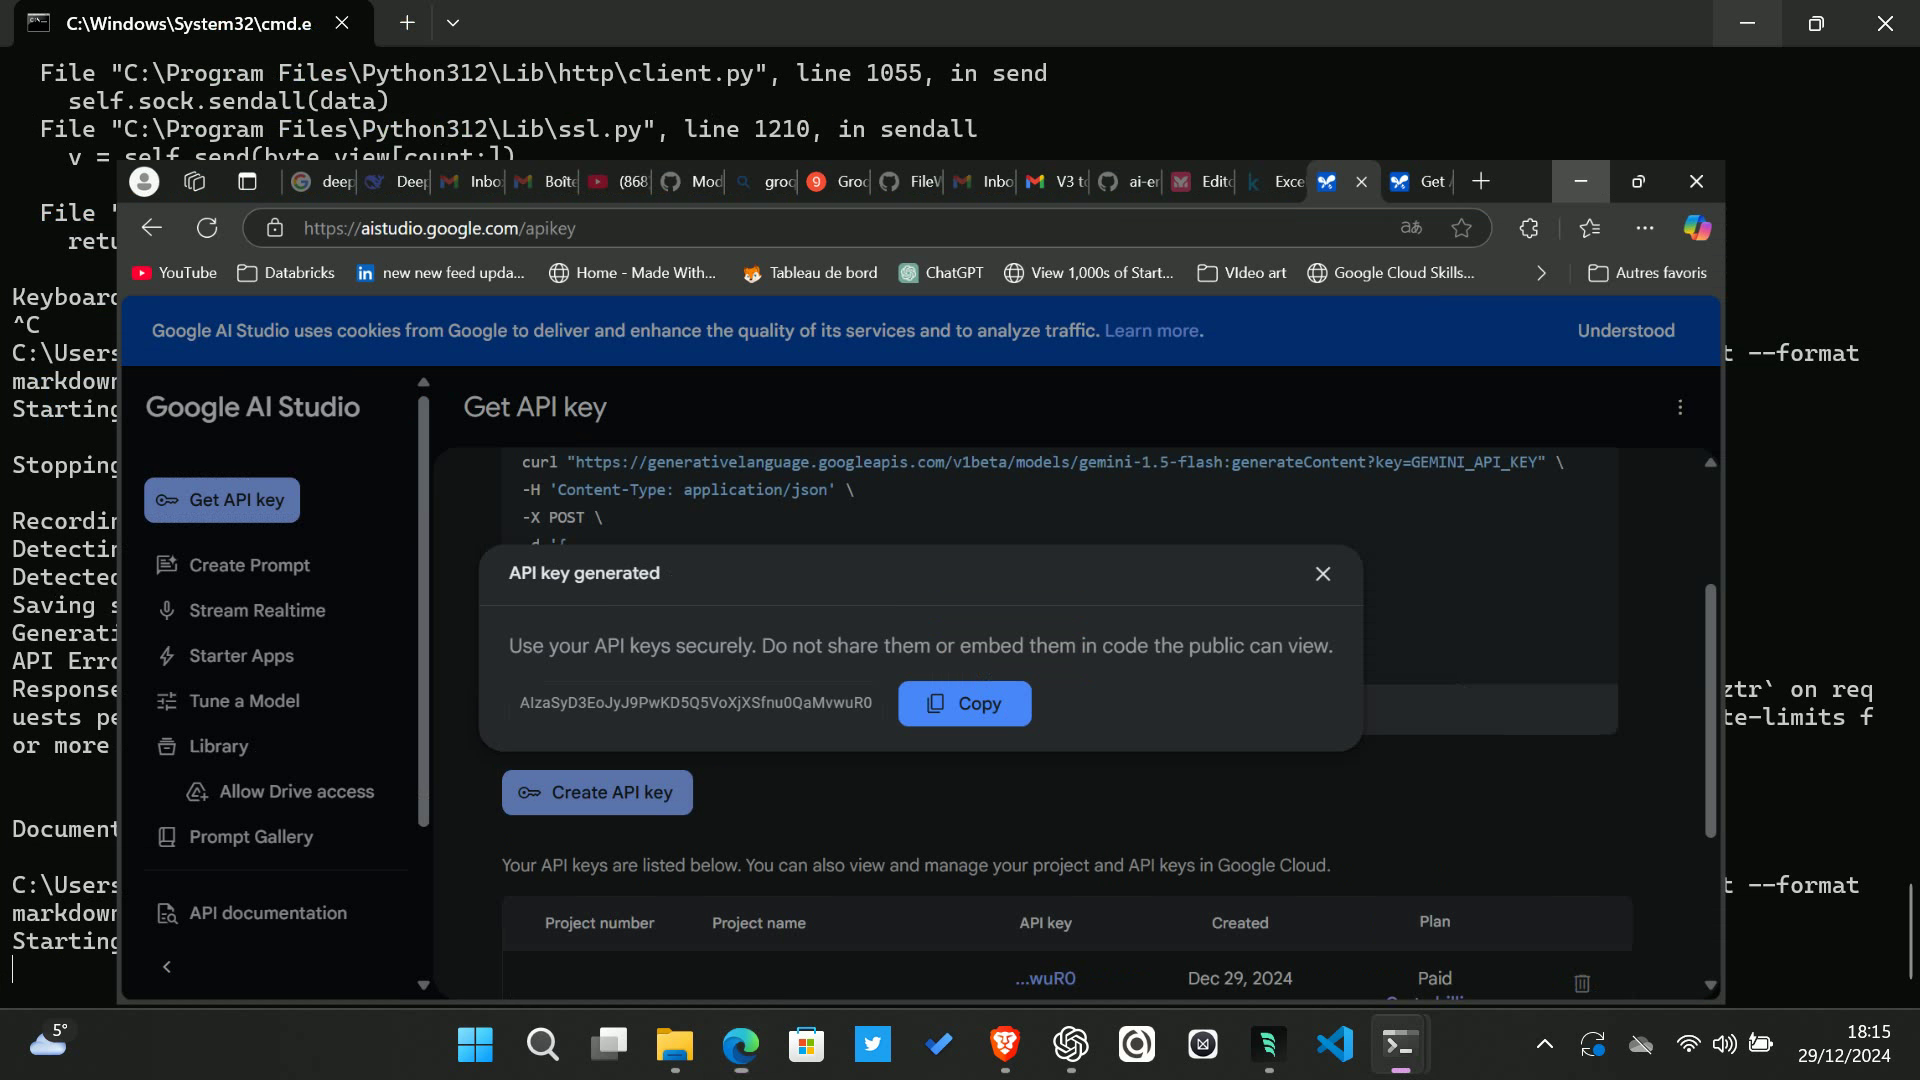 C:\Windows\System32\cmd.e
File "C:\Program Files\Python312\Lib\http\client.py", line 1055, in send
self.sock.sendall(data)
File "C:\Program Files\Python312\Lib\ssl.py", line 1210, in sendall
v = self.send(byte_view[count:])
deep Deep Inbo Boîte (868 Mod groq Groq FileV Inbo V3 to ai-er Edito Exce Get
File "
retu
https://aistudio.google.com/apikey
YouTube Databricks new new feed upda... Home - Made With... Tableau de bord ChatGPT View 1,000s of Start... VIdeo art Google Cloud Skills... Autres favoris
Keyboard
^C
Google AI Studio uses cookies from Google to deliver and enhance the quality of its services and to analyze traffic. Learn more. Understood
C:\Users t --format
markdown
Starting
Google AI Studio
Get API key
curl "https://generativelanguage.googleapis.com/v1beta/models/gemini-1.5-flash:generateContent?key=GEMINI_API_KEY" \
-H 'Content-Type: application/json' \
-X POST \
-d '{
Stopping
Get API key
Recordin
Detectin
Detected
Saving s
Generati
API Erro
Response ztr` on req
uests pe te-limits f
or more
Create Prompt
Stream Realtime
Starter Apps
Tune a Model
Library
Allow Drive access
Prompt Gallery
API documentation
API key generated
Use your API keys securely. Do not share them or embed them in code the public can view.
AIzaSyD3EoJyJ9PwKD5Q5VoXjXSfnu0QaMvwuR0 Copy
Create API key
Your API keys are listed below. You can also view and manage your project and API keys in Google Cloud.
Project number Project name API key Created Plan
...wuR0 Dec 29, 2024 Paid
Document
C:\Users t --format
markdown
Starting
5°
18:15
29/12/2024